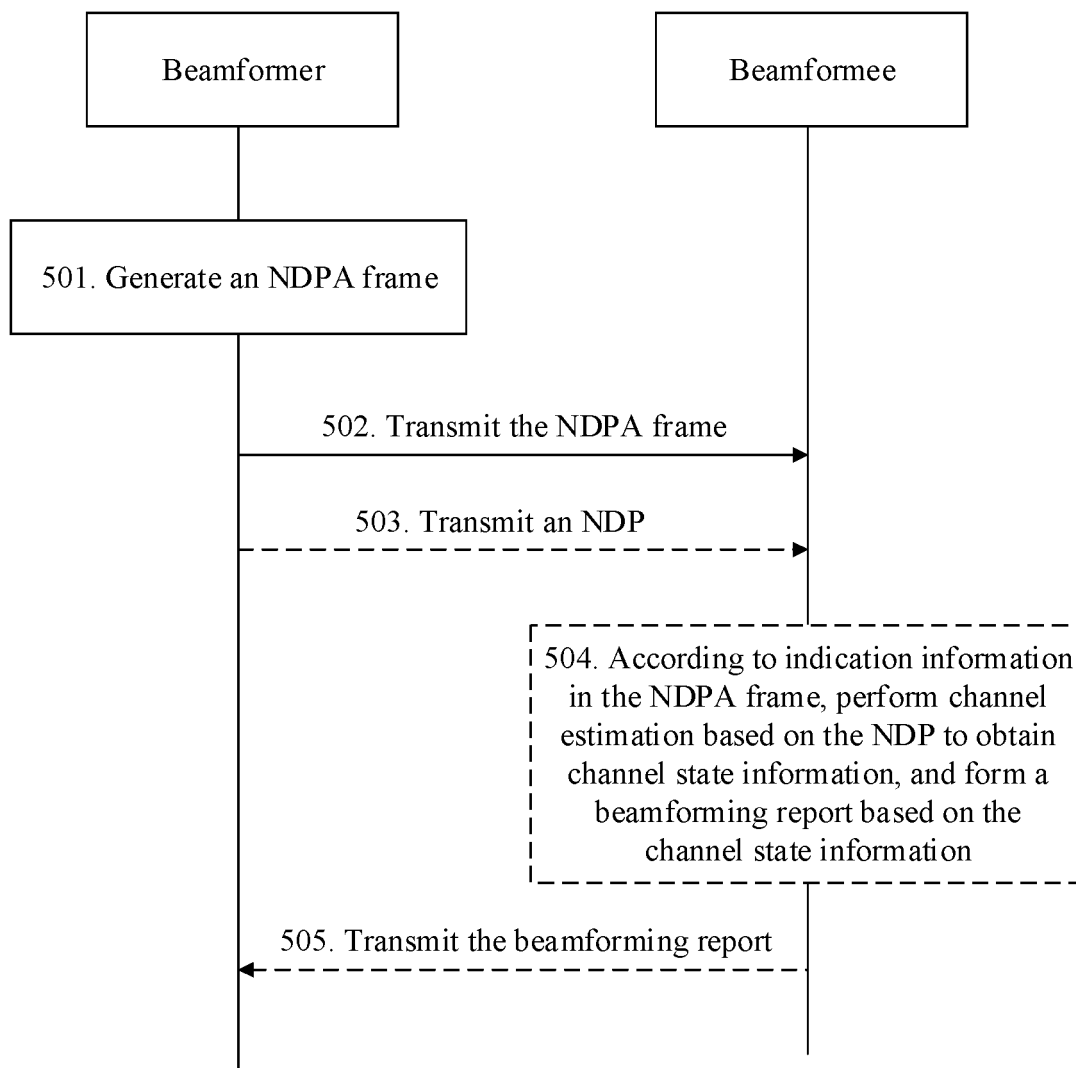 Beamformer
Beamformee
501. Generate an NDPA frame
502. Transmit the NDPA frame
503. Transmit an NDP
504. According to indication information
in the NDPA frame, perform channel
estimation based on the NDP to obtain
channel state information, and form a
beamforming report based on the
channel state information
505. Transmit the beamforming report